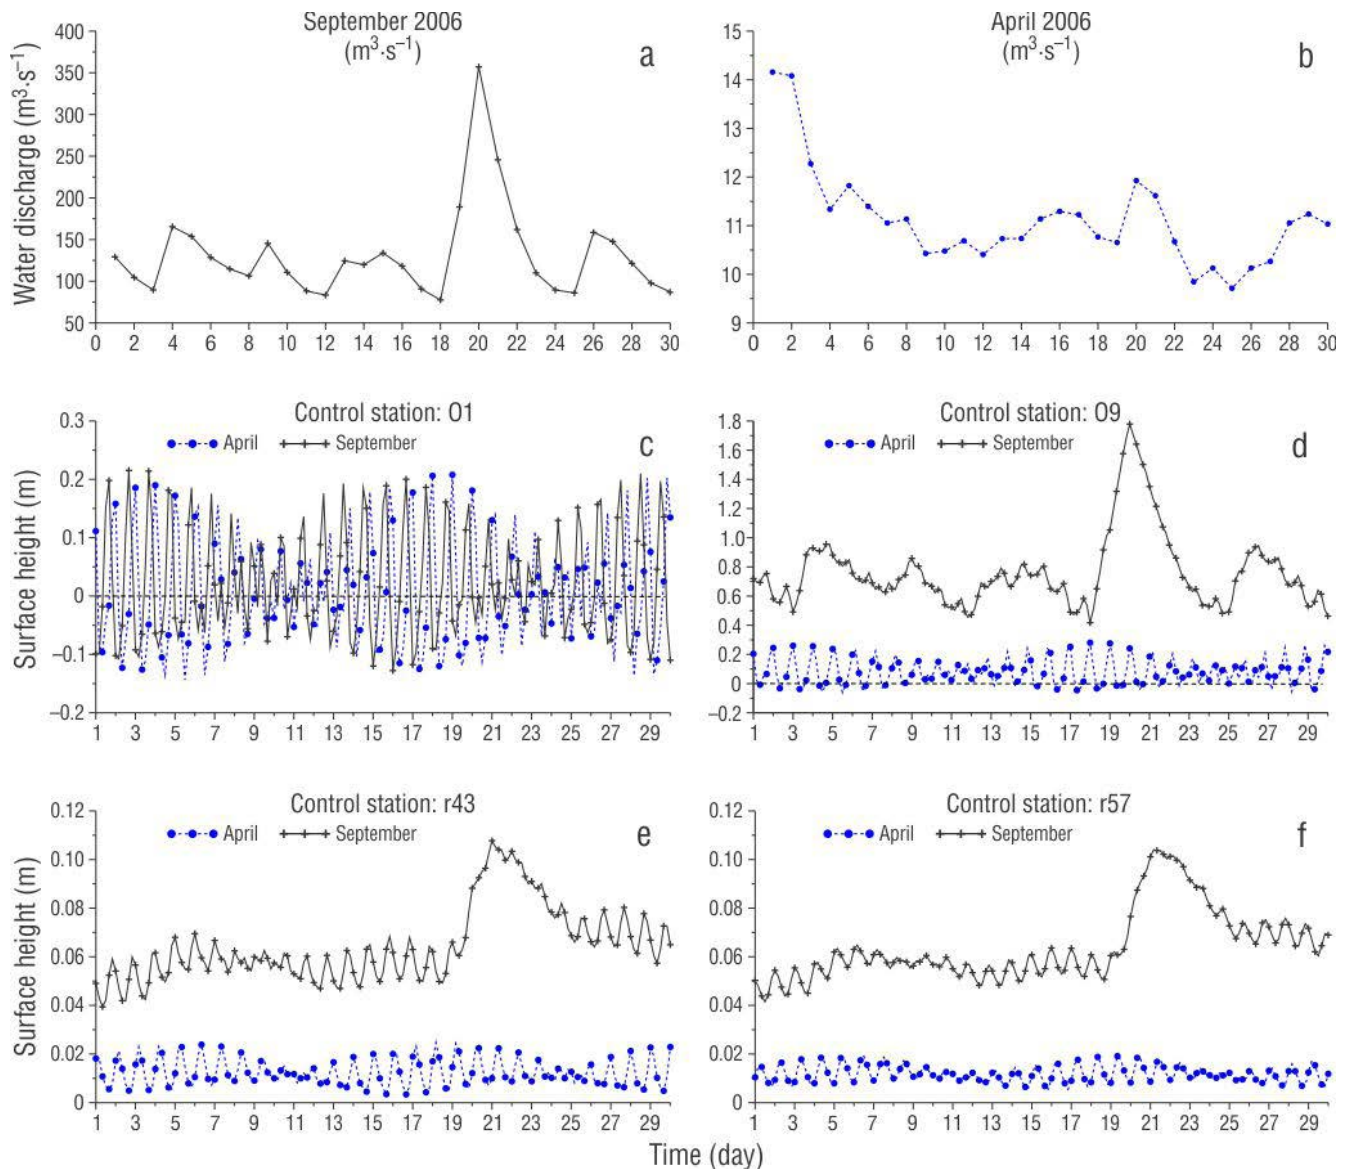 September 2006
(m³·s⁻¹)
a
Water discharge (m³·s⁻¹)
400
350
300
250
200
150
100
50
0 2 4 6 8 10 12 14 16 18 20 22 24 26 28 30
April 2006
(m³·s⁻¹)
b
15
14
13
12
11
10
9
0 2 4 6 8 10 12 14 16 18 20 22 24 26 28 30
Control station: O1
April September
c
Surface height (m)
0.3
0.2
0.1
0
–0.1
–0.2
1 3 5 7 9 11 13 15 17 19 21 23 25 27 29
Control station: O9
April September
d
1.8
1.6
1.4
1.2
1.0
0.8
0.6
0.4
0.2
0
–0.2
1 3 5 7 9 11 13 15 17 19 21 23 25 27 29
Control station: r43
April September
e
Surface height (m)
0.12
0.10
0.08
0.06
0.04
0.02
0
1 3 5 7 9 11 13 15 17 19 21 23 25 27 29
Control station: r57
April September
f
0.12
0.10
0.08
0.06
0.04
0.02
0
1 3 5 7 9 11 13 15 17 19 21 23 25 27 29
Time (day)